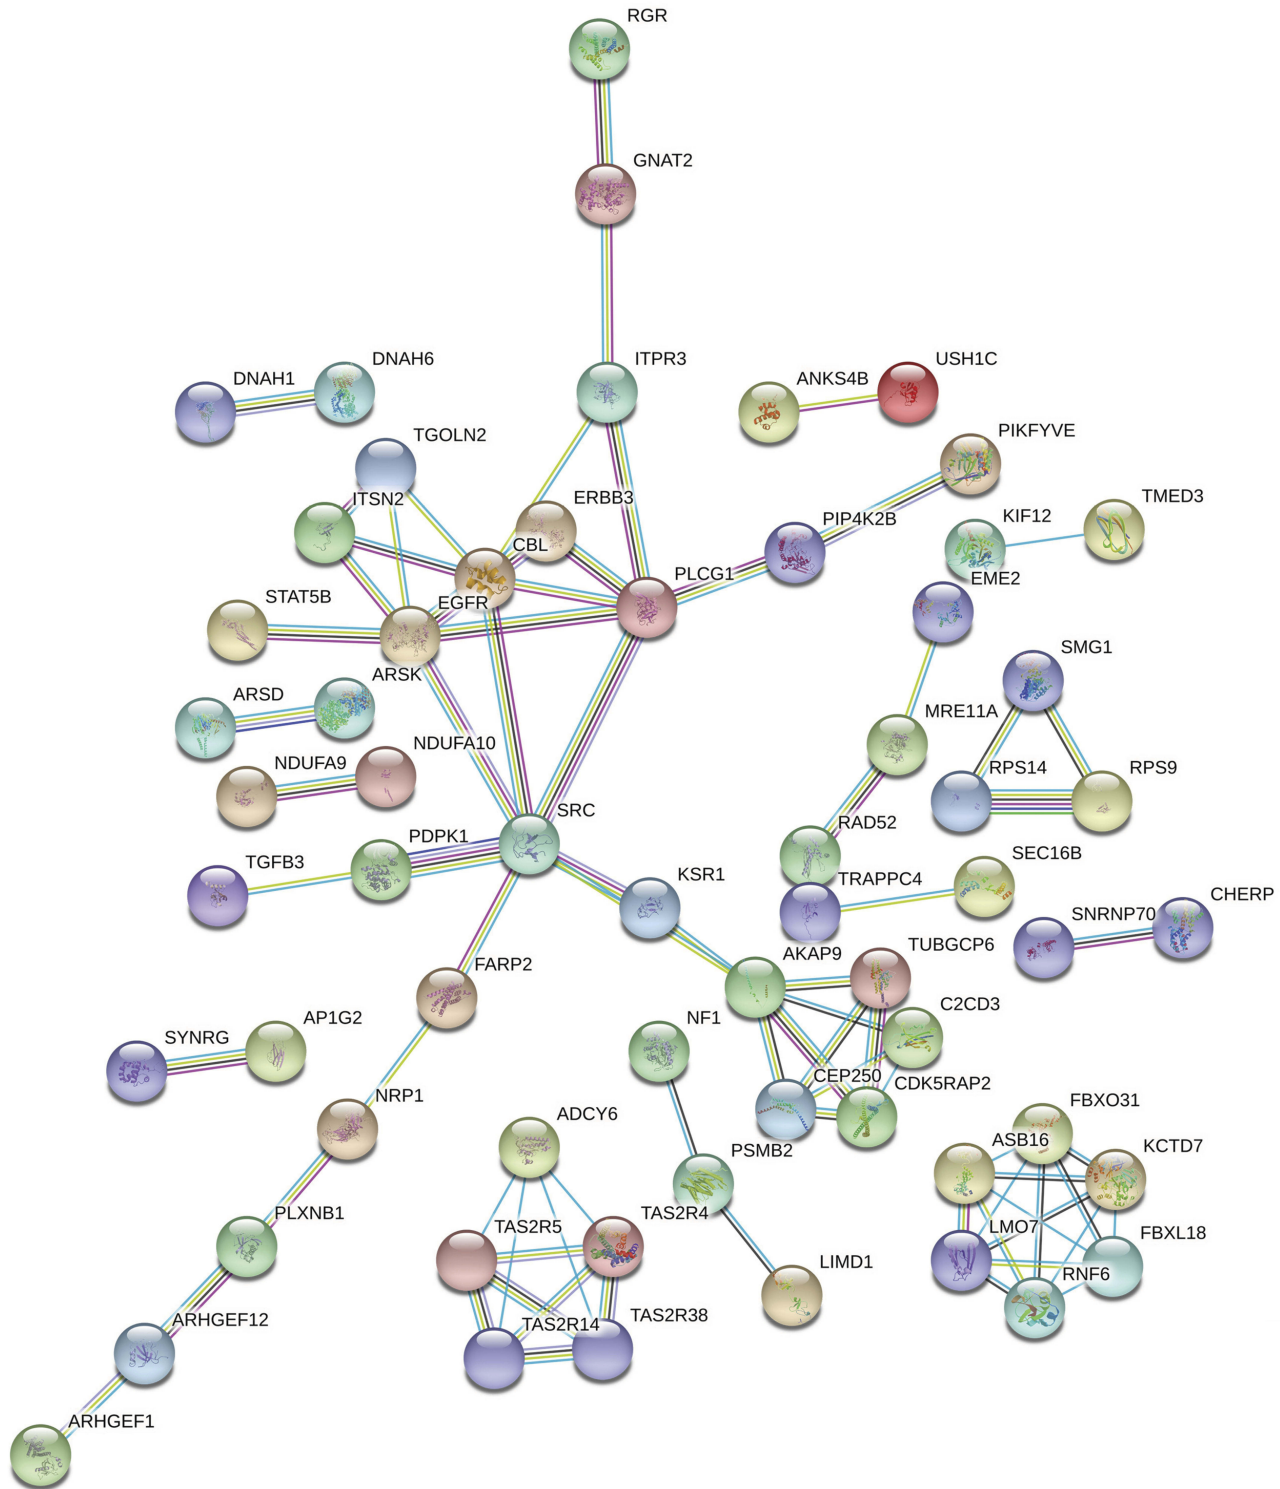 RGR
GNAT2
ITPR3
DNAH6
DNAH1
ANKS4B
USH1C
TGOLN2
PIKFYVE
ITSN2
ERBB3
TMED3
KIF12
PIP4K2B
CBL
PLCG1
EME2
STAT5B
EGFR
SMG1
ARSK
ARSD
MRE11A
NDUFA10
NDUFA9
RPS14
RPS9
SRC
PDPK1
RAD52
TGFB3
SEC16B
KSR1
TRAPPC4
CHERP
SNRNP70
AKAP9
TUBGCP6
FARP2
C2CD3
AP1G2
NF1
SYNRG
CEP250
CDK5RAP2
NRP1
FBXO31
ADCY6
ASB16
KCTD7
PSMB2
PLXNB1
TAS2R4
TAS2R5
LMO7
FBXL18
LIMD1
RNF6
ARHGEF12
TAS2R14
TAS2R38
ARHGEF1